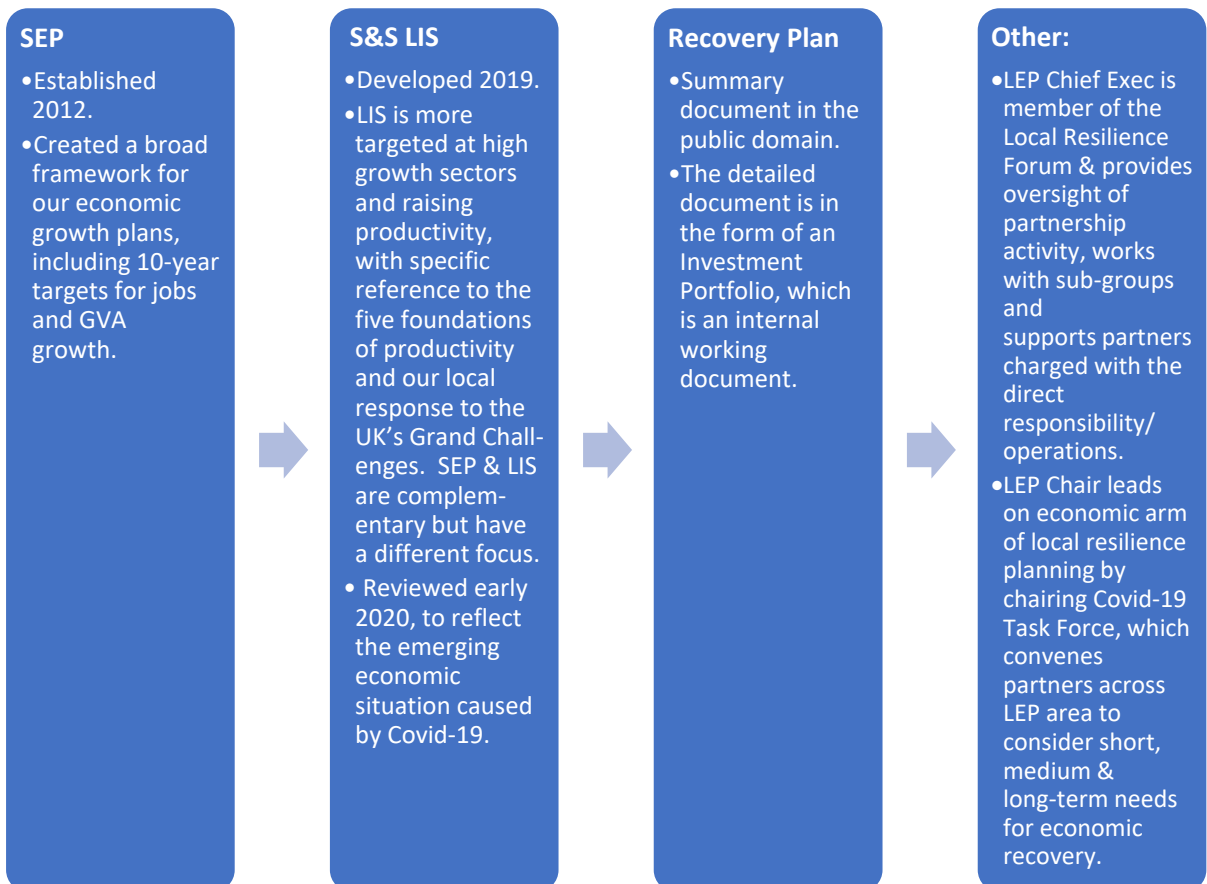 SEP
•Established
2012.
•Created a broad
framework for
our economic
growth plans,
including 10-year
targets for jobs
and GVA
growth.
S&S LIS
•Developed 2019.
•LIS is more
targeted at high
growth sectors
and raising
productivity,
with specific
reference to the
five foundations
of productivity
and our local
response to the
UK's Grand Chall-
enges.  SEP & LIS
are complem-
entary but have
a different focus.
• Reviewed early
2020, to reflect
the emerging
economic
situation caused
by Covid-19.
Recovery Plan
•Summary
document in the
public domain.
•The detailed
document is in
the form of an
Investment
Portfolio, which
is an internal
working
document.
Other:
•LEP Chief Exec is
member of the
Local Resilience
Forum & provides
oversight of
partnership
activity, works
with sub-groups
and
supports partners
charged with the
direct
responsibility/
operations.
•LEP Chair leads
on economic arm
of local resilience
planning by
chairing Covid-19
Task Force, which
convenes
partners across
LEP area to
consider short,
medium &
long-term needs
for economic
recovery.